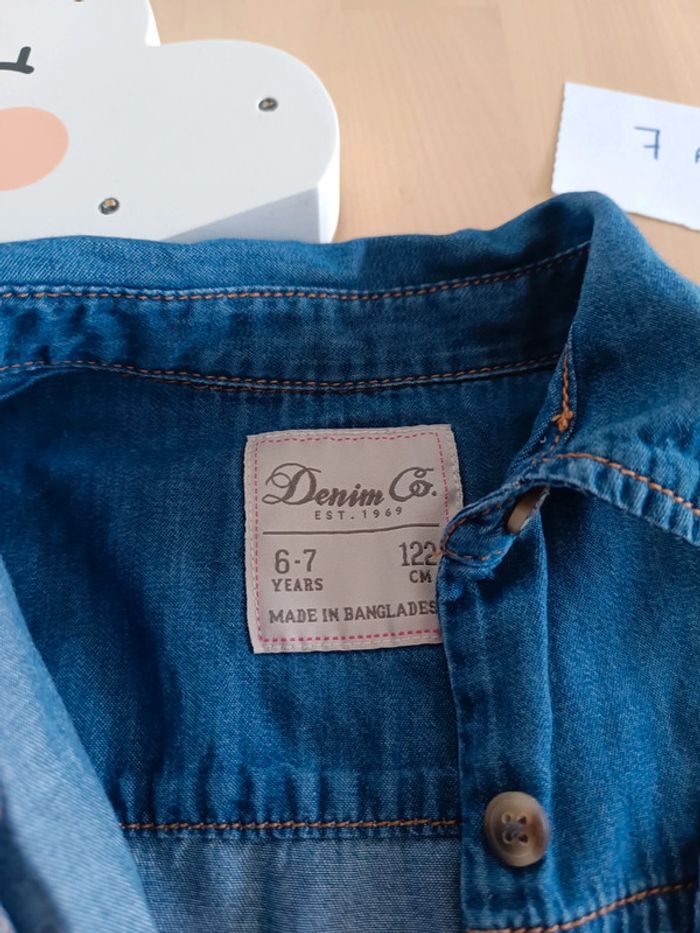 Denim Co.
EST. 1969
6-7
YEARS
122
CM
MADE IN BANGLADES
7